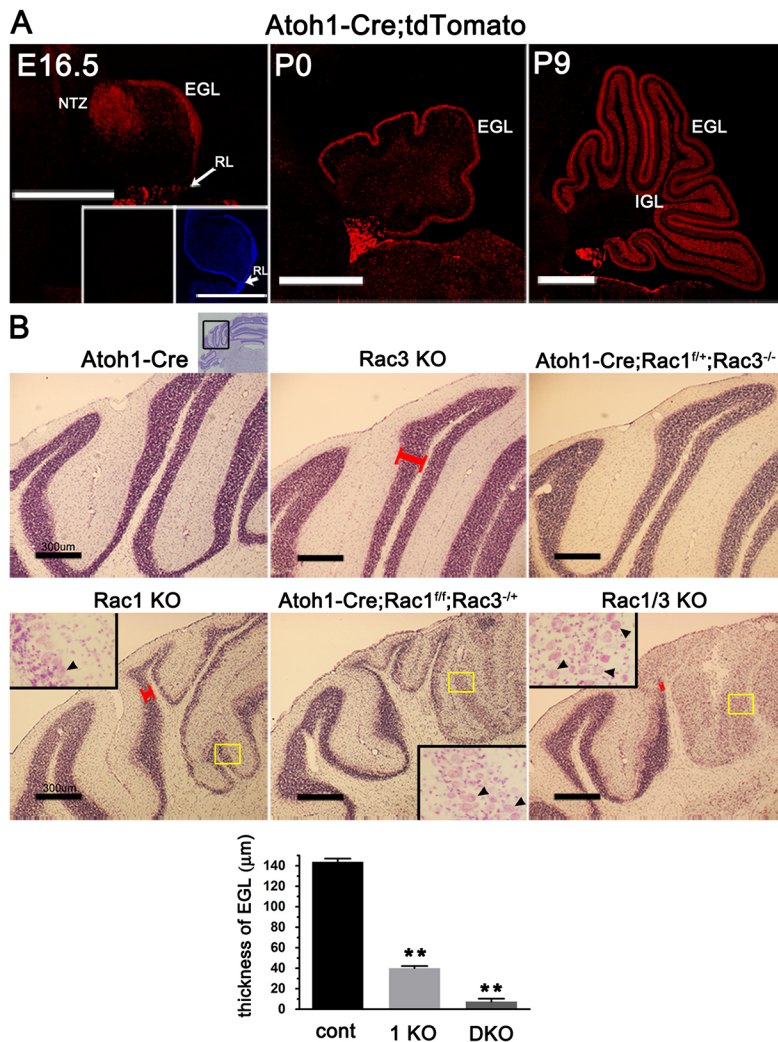 A
Atoh1-Cre;tdTomato
E16.5
NTZ
EGL
RL
RL
P0
EGL
P9
EGL
IGL
B
Atoh1-Cre
Rac3 KO
Atoh1-Cre;Rac1f/+;Rac3-/-
300um
Rac1 KO
Atoh1-Cre;Rac1f/f;Rac3-/+
Rac1/3 KO
300um
thickness of EGL (μm)
140
120
100
80
60
40
20
0
**
**
cont
1 KO
DKO